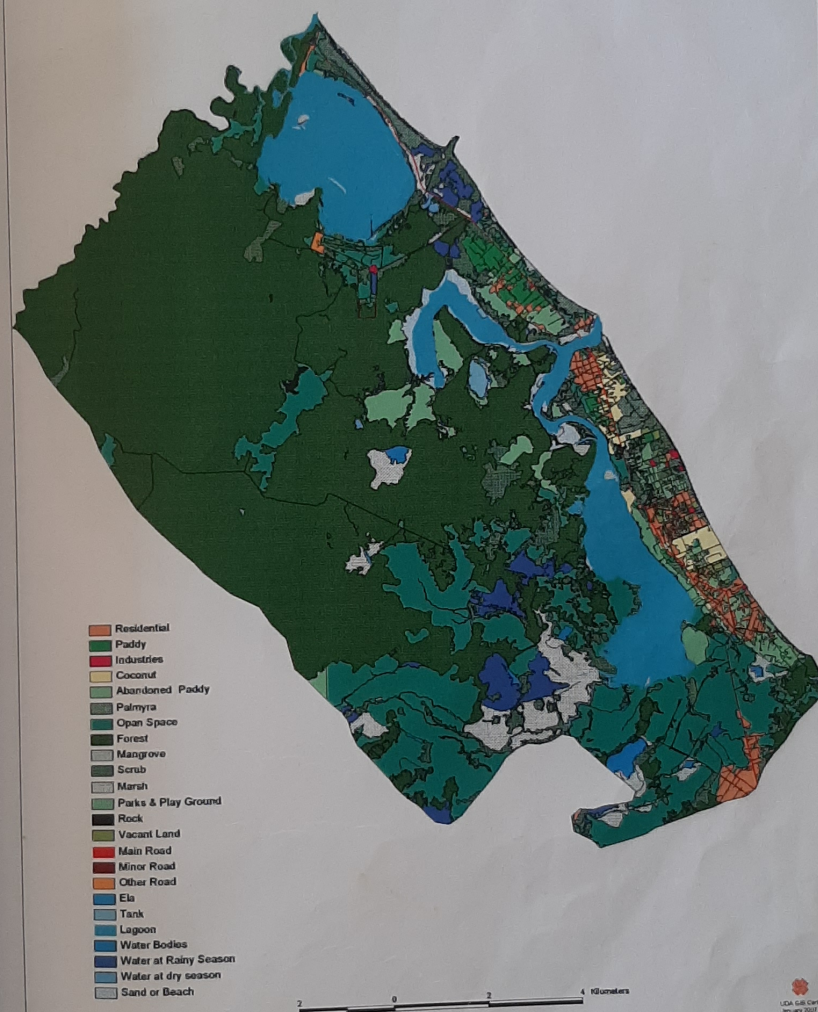 Residential
Paddy
Industries
Coconut
Abandoned Paddy
Palmyra
Opan Space
Forest
Mangrove
Scrub
Marsh
Parks & Play Ground
Rock
Vacant Land
Main Road
Minor Road
Other Road
Ela
Tank
Lagoon
Water Bodies
Water at Rainy Season
Water at dry season
Sand or Beach
2 0 2 4 Kilometers
UDA GIS